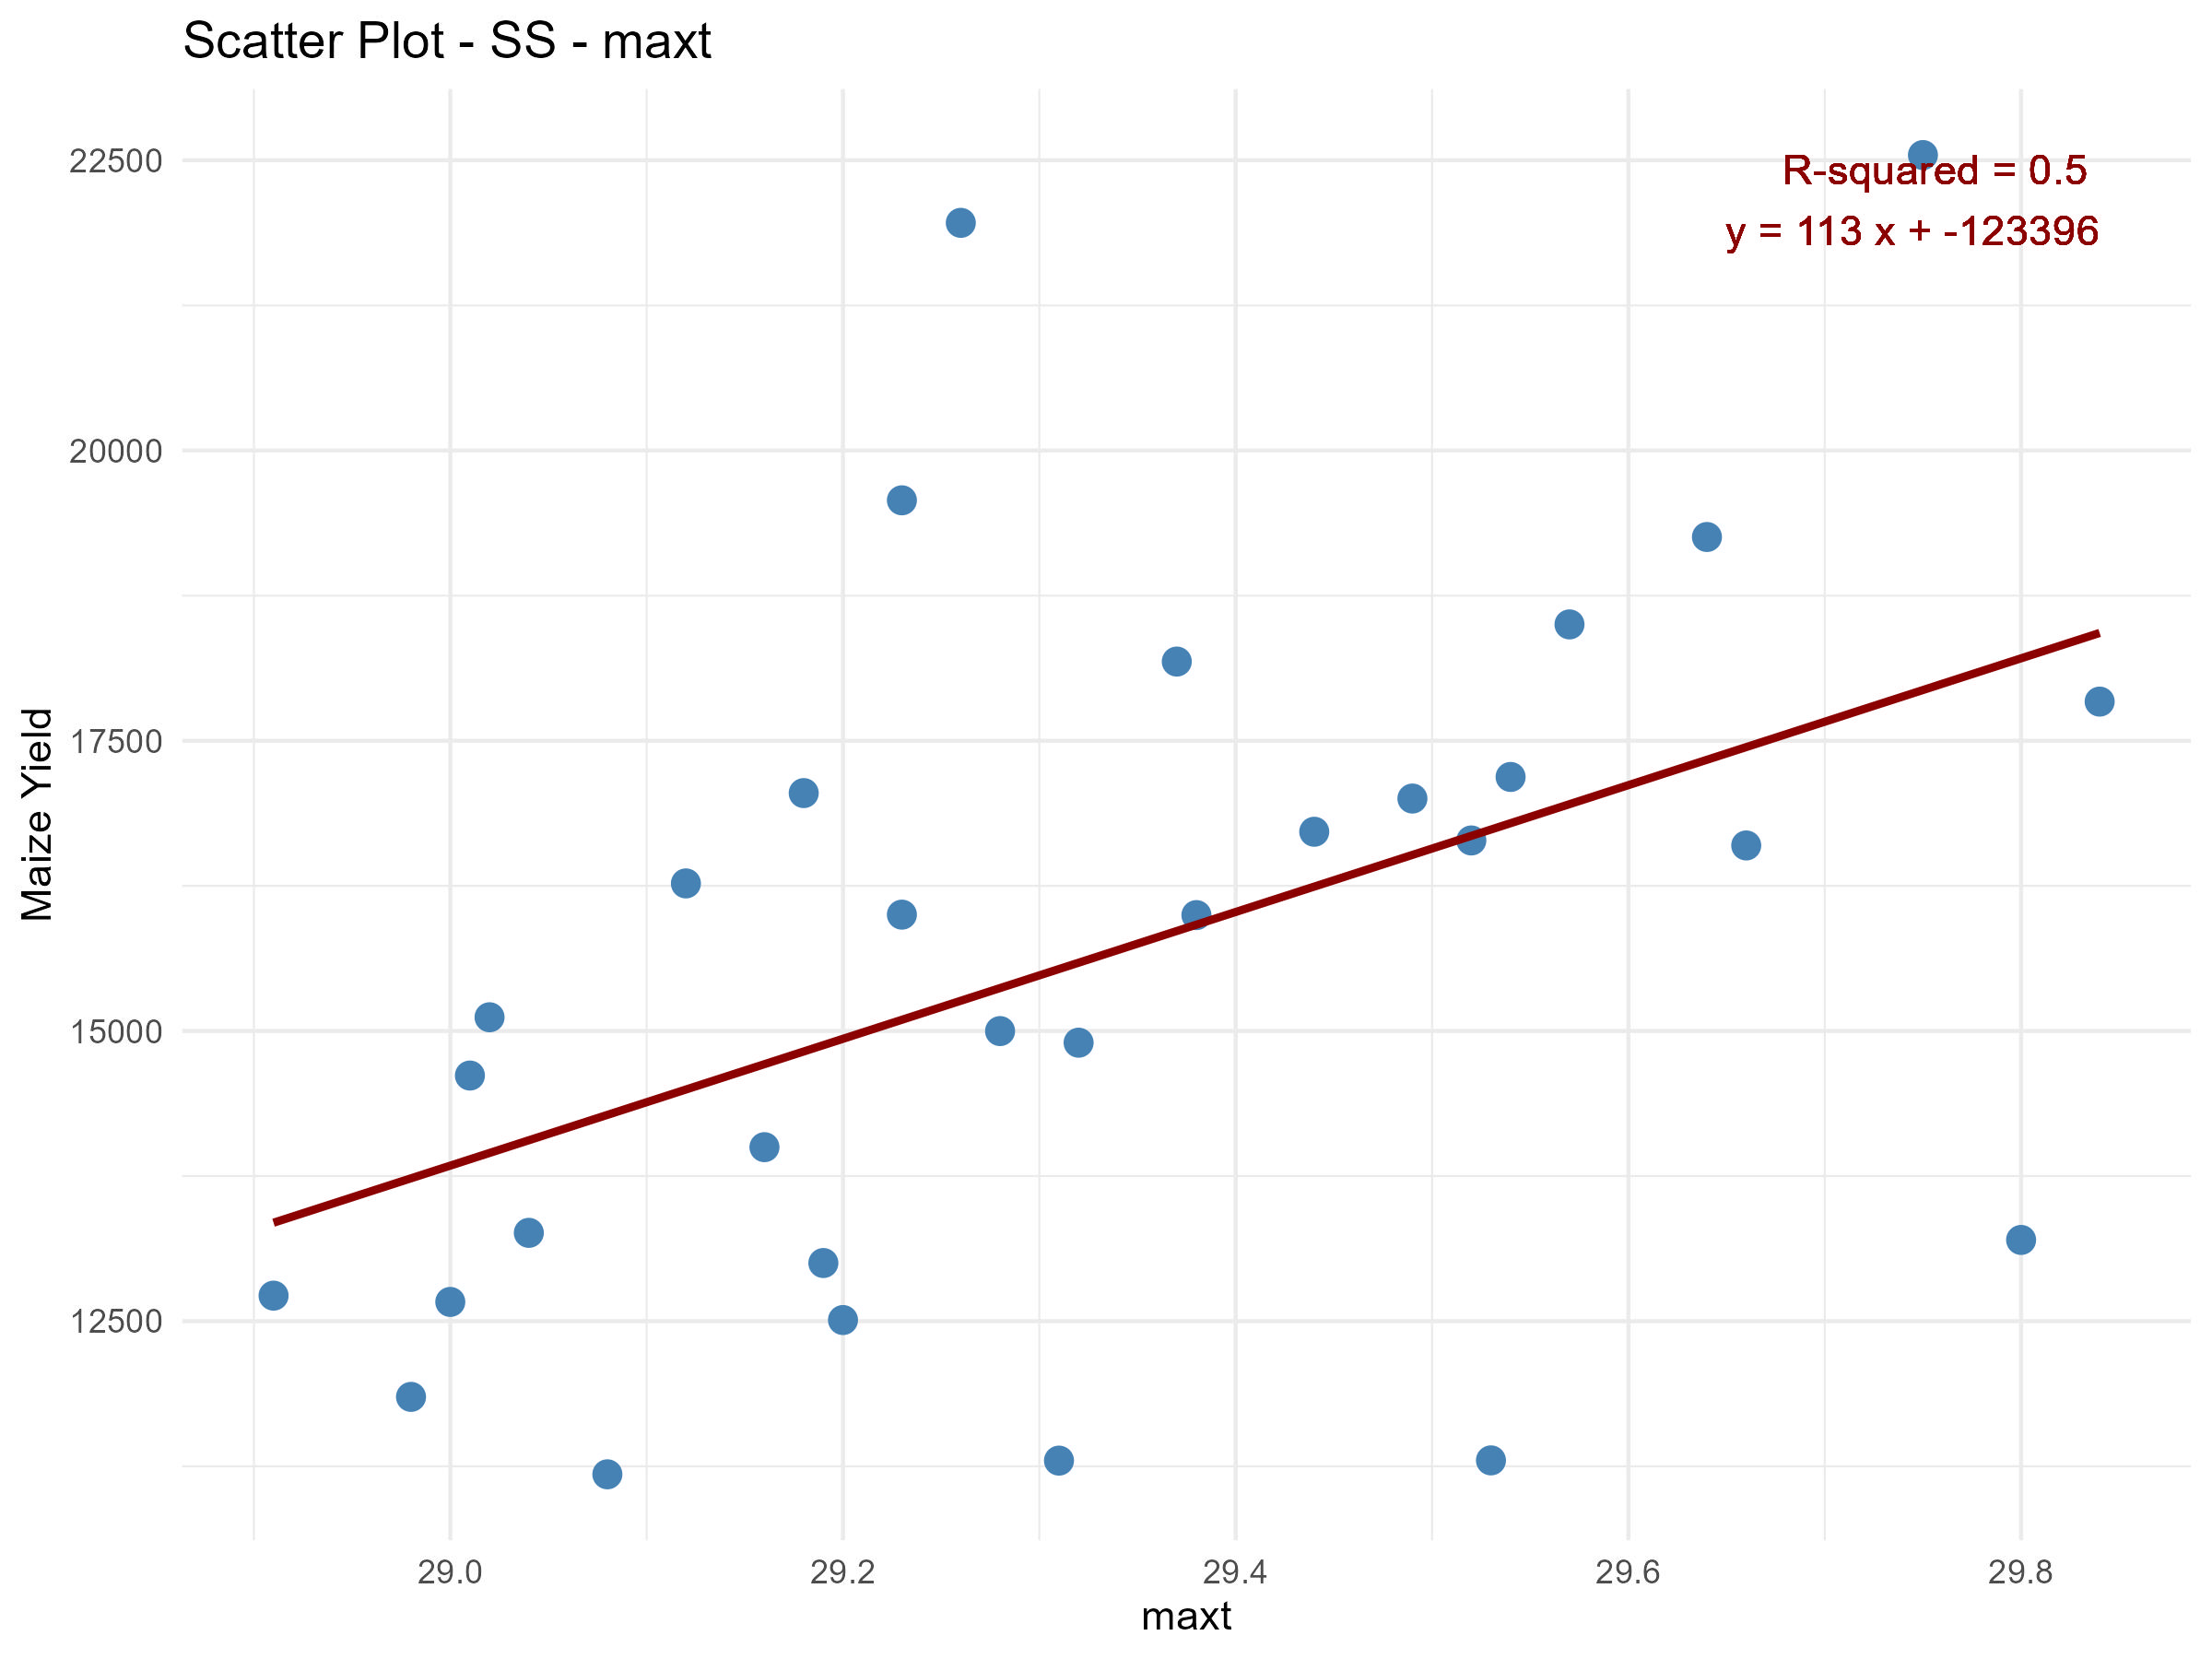 Scatter Plot - SS - maxt
22500
20000
17500
15000
12500
Maize Yield
R-squared = 0.5
y = 113 x + -123396
29.0
29.2
29.4
29.6
29.8
maxt